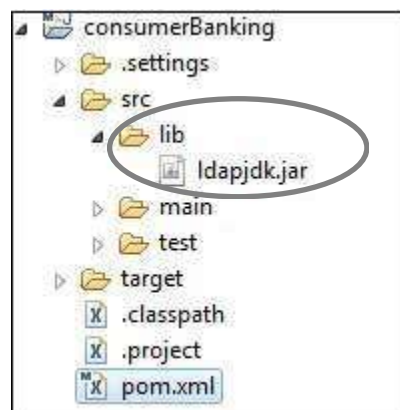 consumerBanking
.settings
src
lib
ldapjdk.jar
main
test
target
.classpath
.project
pom.xml